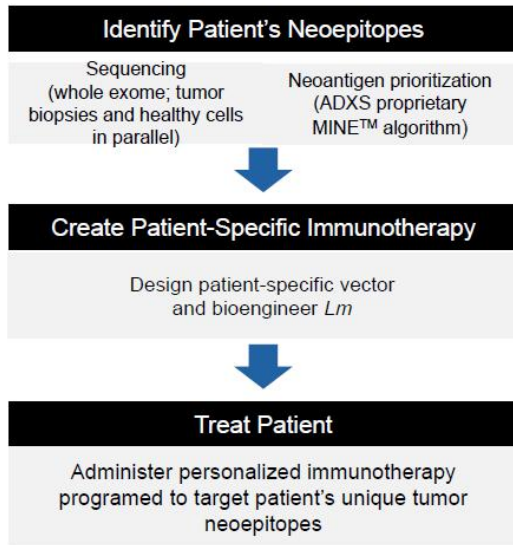 Identify Patient's Neoepitopes
Sequencing
(whole exome; tumor
biopsies and healthy cells
in parallel)
Neoantigen prioritization
(ADXS proprietary
MINE™ algorithm)
Create Patient-Specific Immunotherapy
Design patient-specific vector
and bioengineer Lm
Treat Patient
Administer personalized immunotherapy
programed to target patient's unique tumor
neoepitopes